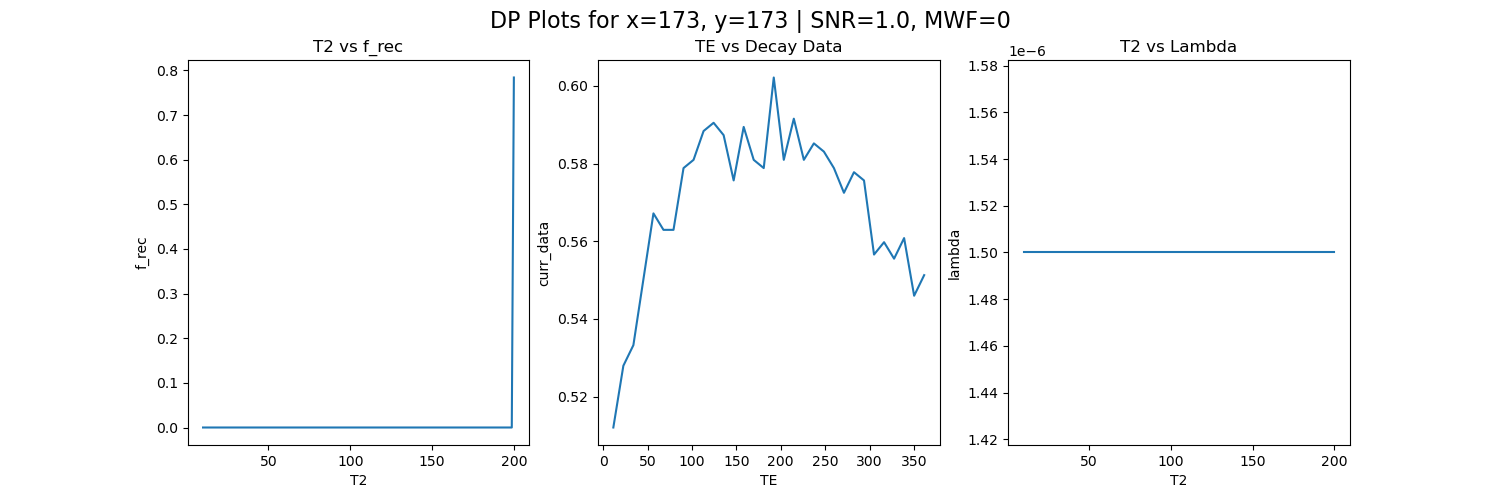 DP Plots for x=173, y=173 | SNR=1.0, MWF=0
T2 vs f_rec
0.8
0.7
0.6
0.5
0.4
0.3
0.2
0.1
0.0
f_rec
50 100 150 200
T2
TE vs Decay Data
0.60
0.58
0.56
0.54
0.52
curr_data
0 50 100 150 200 250 300 350
TE
T2 vs Lambda
1e−6
1.58
1.56
1.54
1.52
1.50
1.48
1.46
1.44
1.42
lambda
50 100 150 200
T2